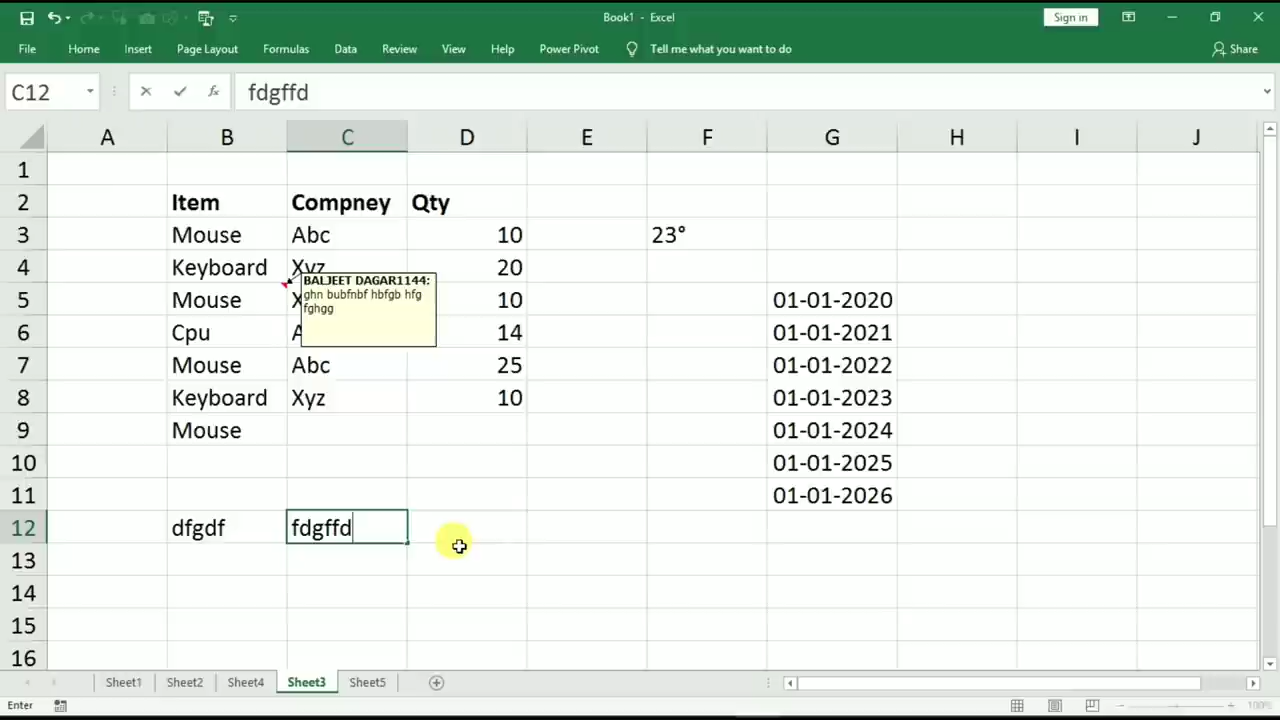 Book1 - Excel
Sign in
File Home Insert Page Layout Formulas Data Review View Help Power Pivot Tell me what you want to do Share
C12 fx fdgffd
A B C D E F G H I J
1
2 Item Compney Qty
3 Mouse Abc 10 23°
4 Keyboard Xyz 20
BALJEET DAGAR1144:
ghn bubfnbf hbfgb hfg
fghgg
5 Mouse X 10 01-01-2020
6 Cpu A 14 01-01-2021
7 Mouse Abc 25 01-01-2022
8 Keyboard Xyz 10 01-01-2023
9 Mouse 01-01-2024
10 01-01-2025
11 01-01-2026
12 dfgdf fdgffd
13
14
15
16
Sheet1 Sheet2 Sheet4 Sheet3 Sheet5
Enter 100%